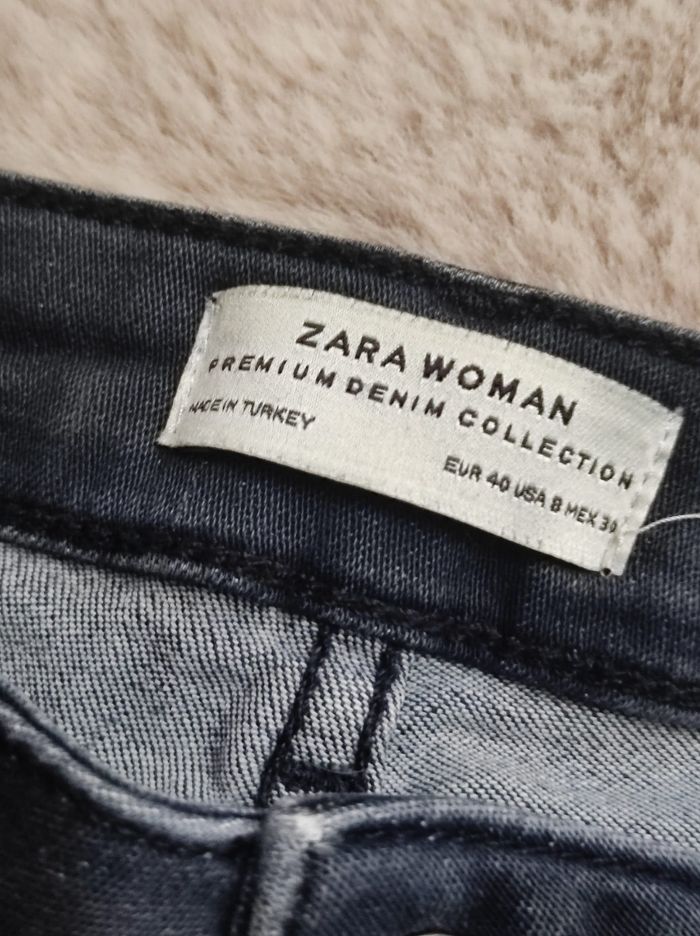 ZARA WOMAN
PREMIUM DENIM COLLECTION
MADE IN TURKEY
EUR 40 USA 8 MEX 30